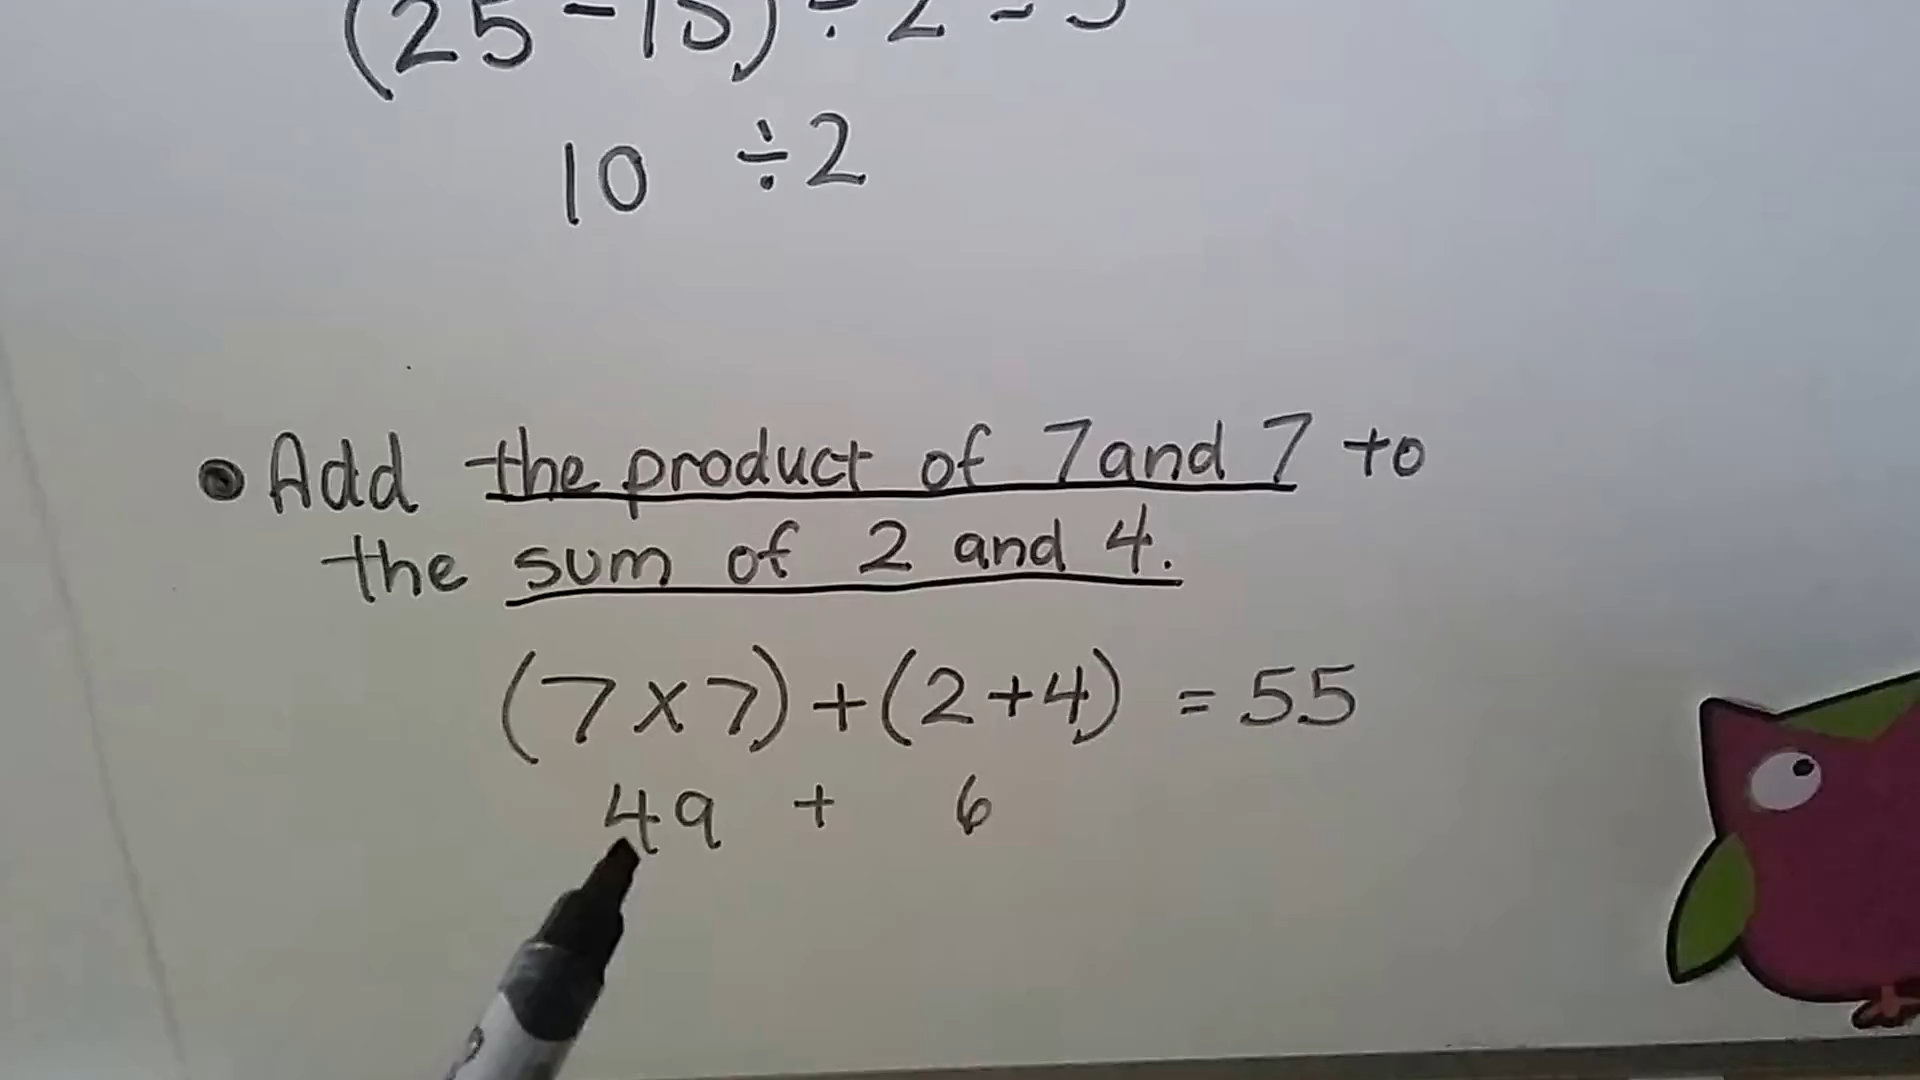 (25 - 15) ÷ 2 = 5
10 ÷ 2
• Add the product of 7 and 7 to
the sum of 2 and 4.
(7 x 7) + (2 + 4) = 55
49 + 6